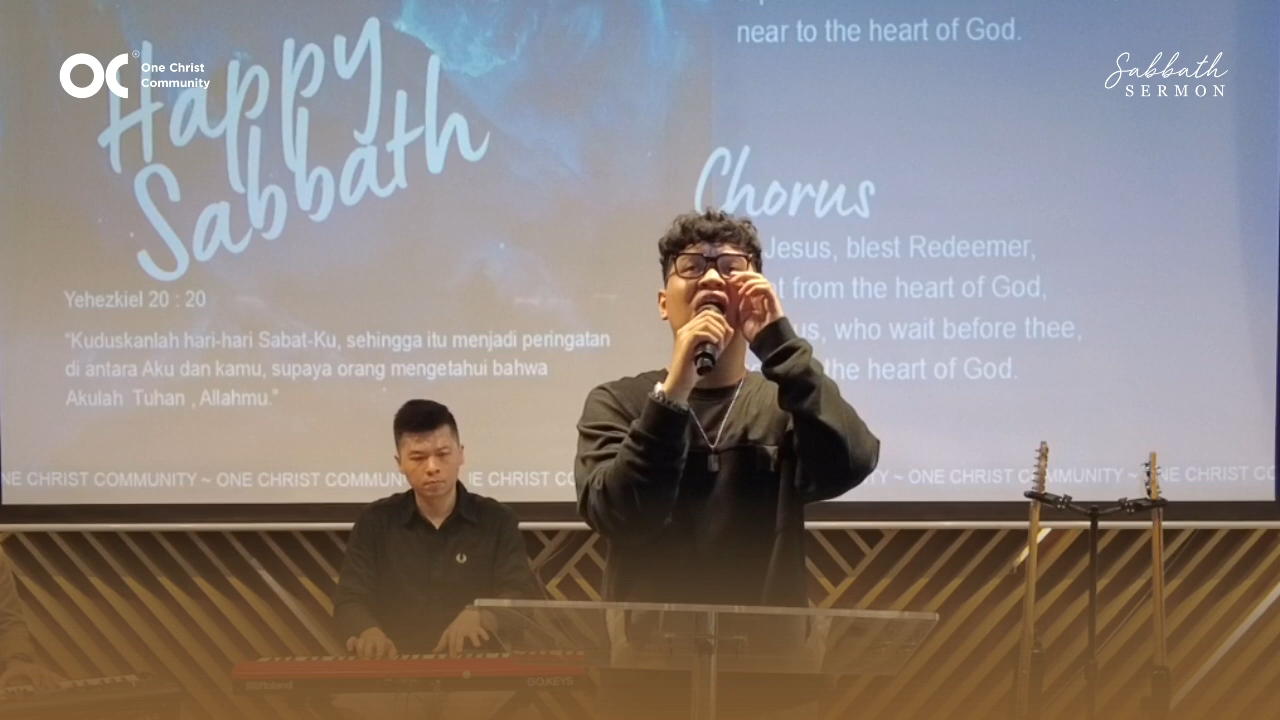 OC
One Christ
Community
Sabbath
SERMON
Happy
Sabbath
Yehezkiel 20 : 20
"Kuduskanlah hari-hari Sabat-Ku, sehingga itu menjadi peringatan
di antara Aku dan kamu, supaya orang mengetahui bahwa
Akulah Tuhan , Allahmu."
near to the heart of God.
Chorus
Jesus, blest Redeemer,
from the heart of God,
who wait before thee,
the heart of God.
NE CHRIST COMMUNITY ~ ONE CHRIST COMMUN NE CHRIST CO TY ~ ONE CHRIST COMMUNITY ~ NE CHRIST CO
Roland
GO:KEYS